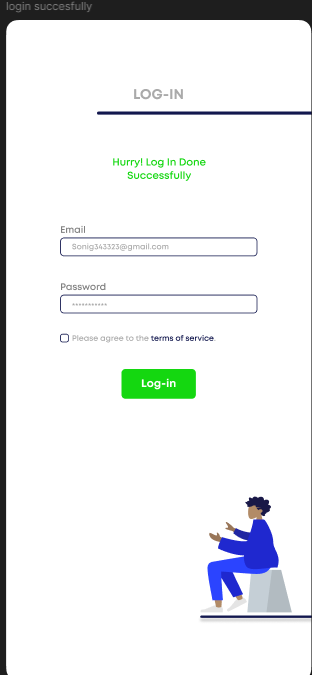 login succesfully
LOG-IN
Hurry! Log In Done
Successfully
Email
Sonig343323@gmail.com
Password
***********
Please agree to the terms of service.
Log-in